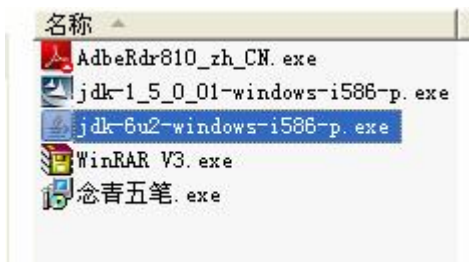 名称
AdbeRdr810_zh_CN.exe
jdk-1_5_0_01-windows-i586-p.exe
jdk-6u2-windows-i586-p.exe
WinRAR V3.exe
念青五笔.exe